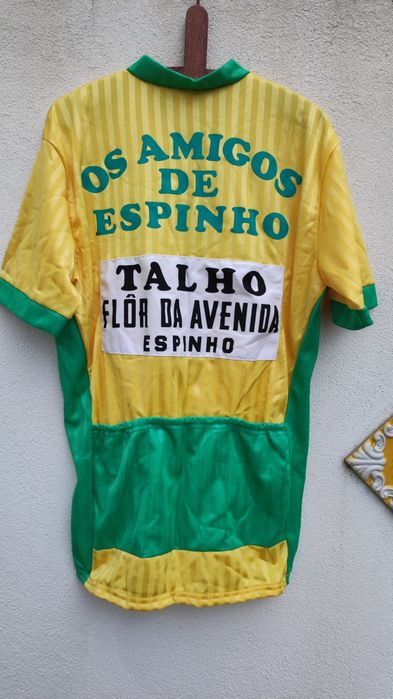 OS AMIGOS
DE
ESPINHO
TALHO
FLÔR DA AVENIDA
ESPINHO